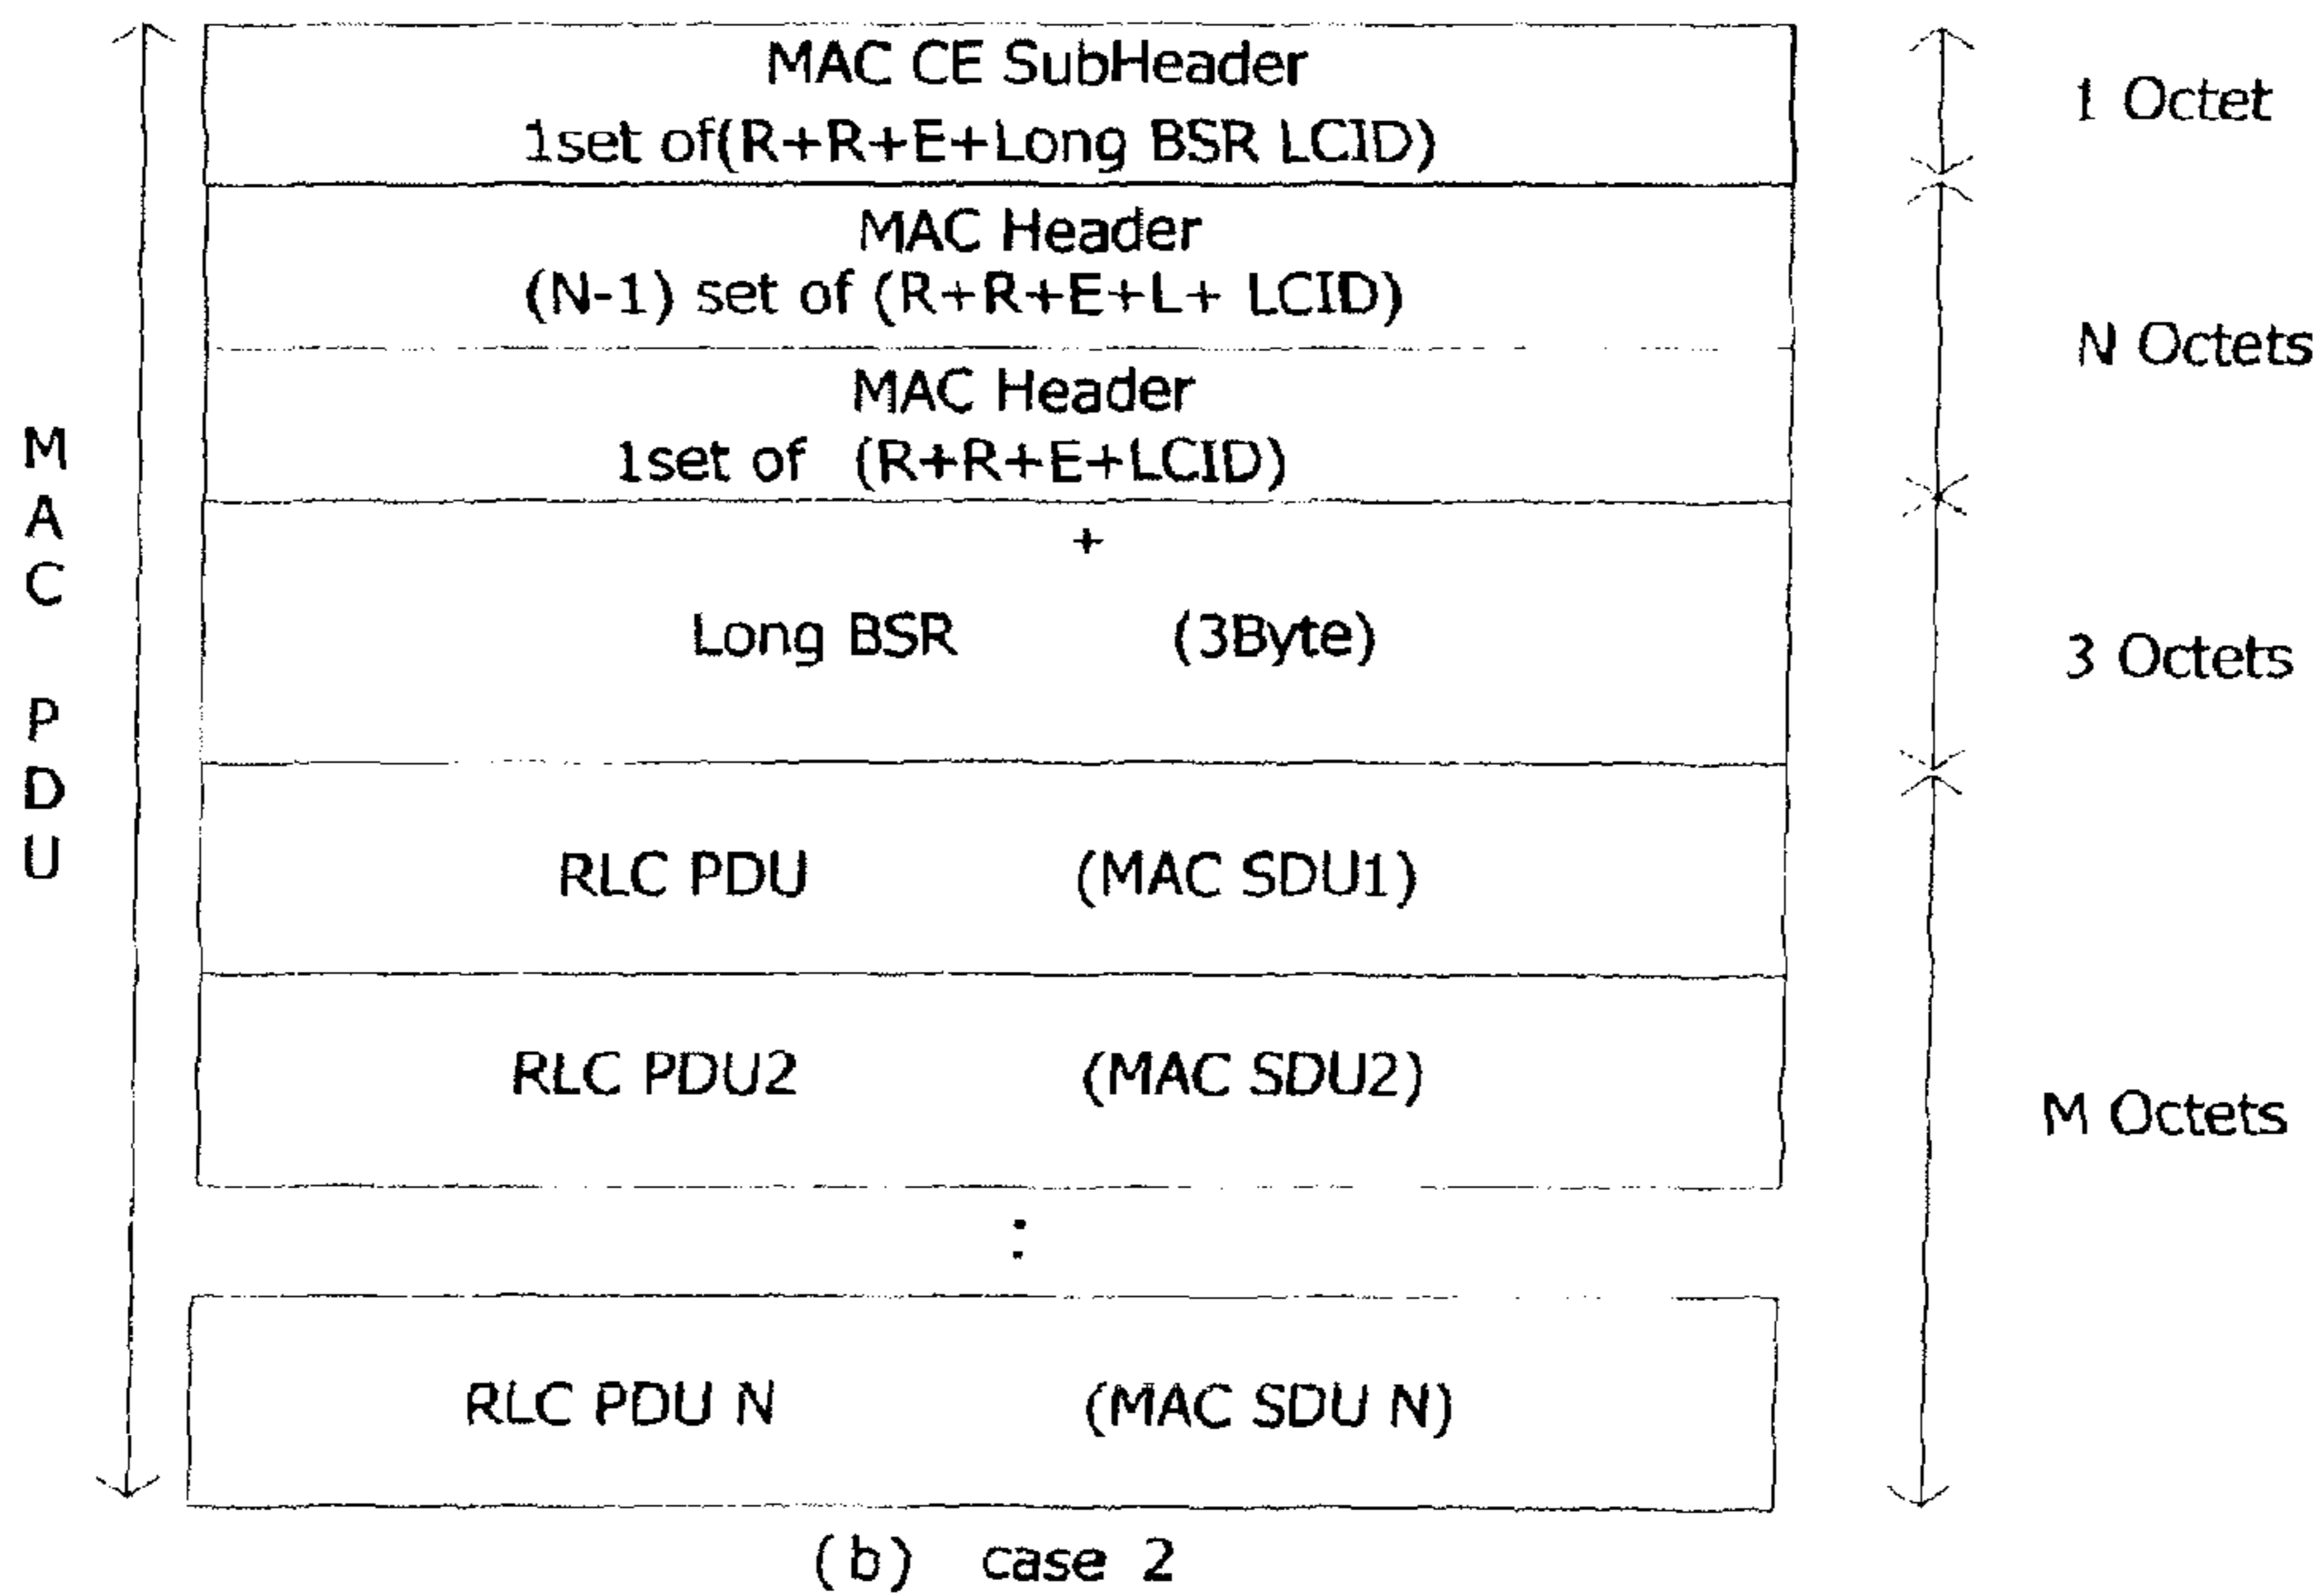 MAC CE SubHeader
1set of(R+R+E+Long BSR LCID)
1 Octet
MAC Header
(N-1) set of (R+R+E+L+ LCID)
N Octets
MAC Header
1set of (R+R+E+LCID)
+
Long BSR (3Byte)
3 Octets
MAC PDU
RLC PDU (MAC SDU1)
RLC PDU2 (MAC SDU2)
M Octets
:
RLC PDU N (MAC SDU N)
(b) case 2